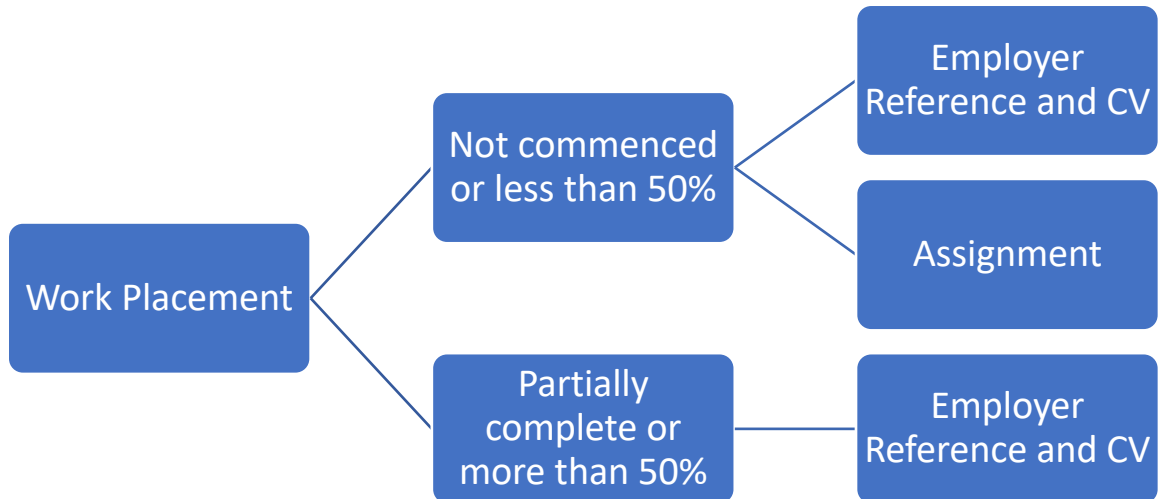 Work Placement
Not commenced
or less than 50%
Employer
Reference and CV
Assignment
Partially
complete or
more than 50%
Employer
Reference and CV